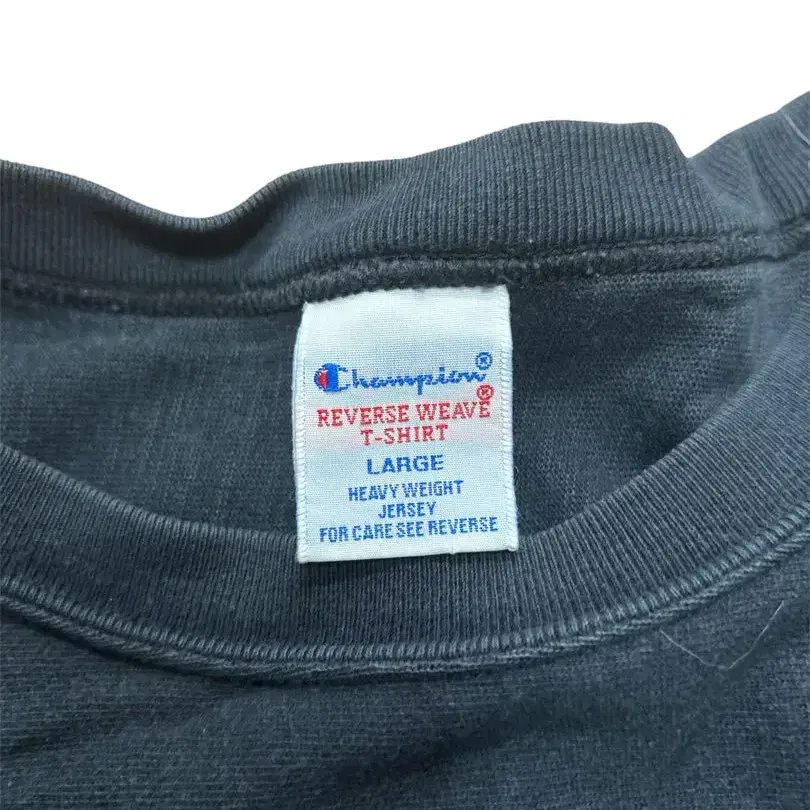 Champion®
REVERSE WEAVE®
T-SHIRT
LARGE
HEAVY WEIGHT
JERSEY
FOR CARE SEE REVERSE